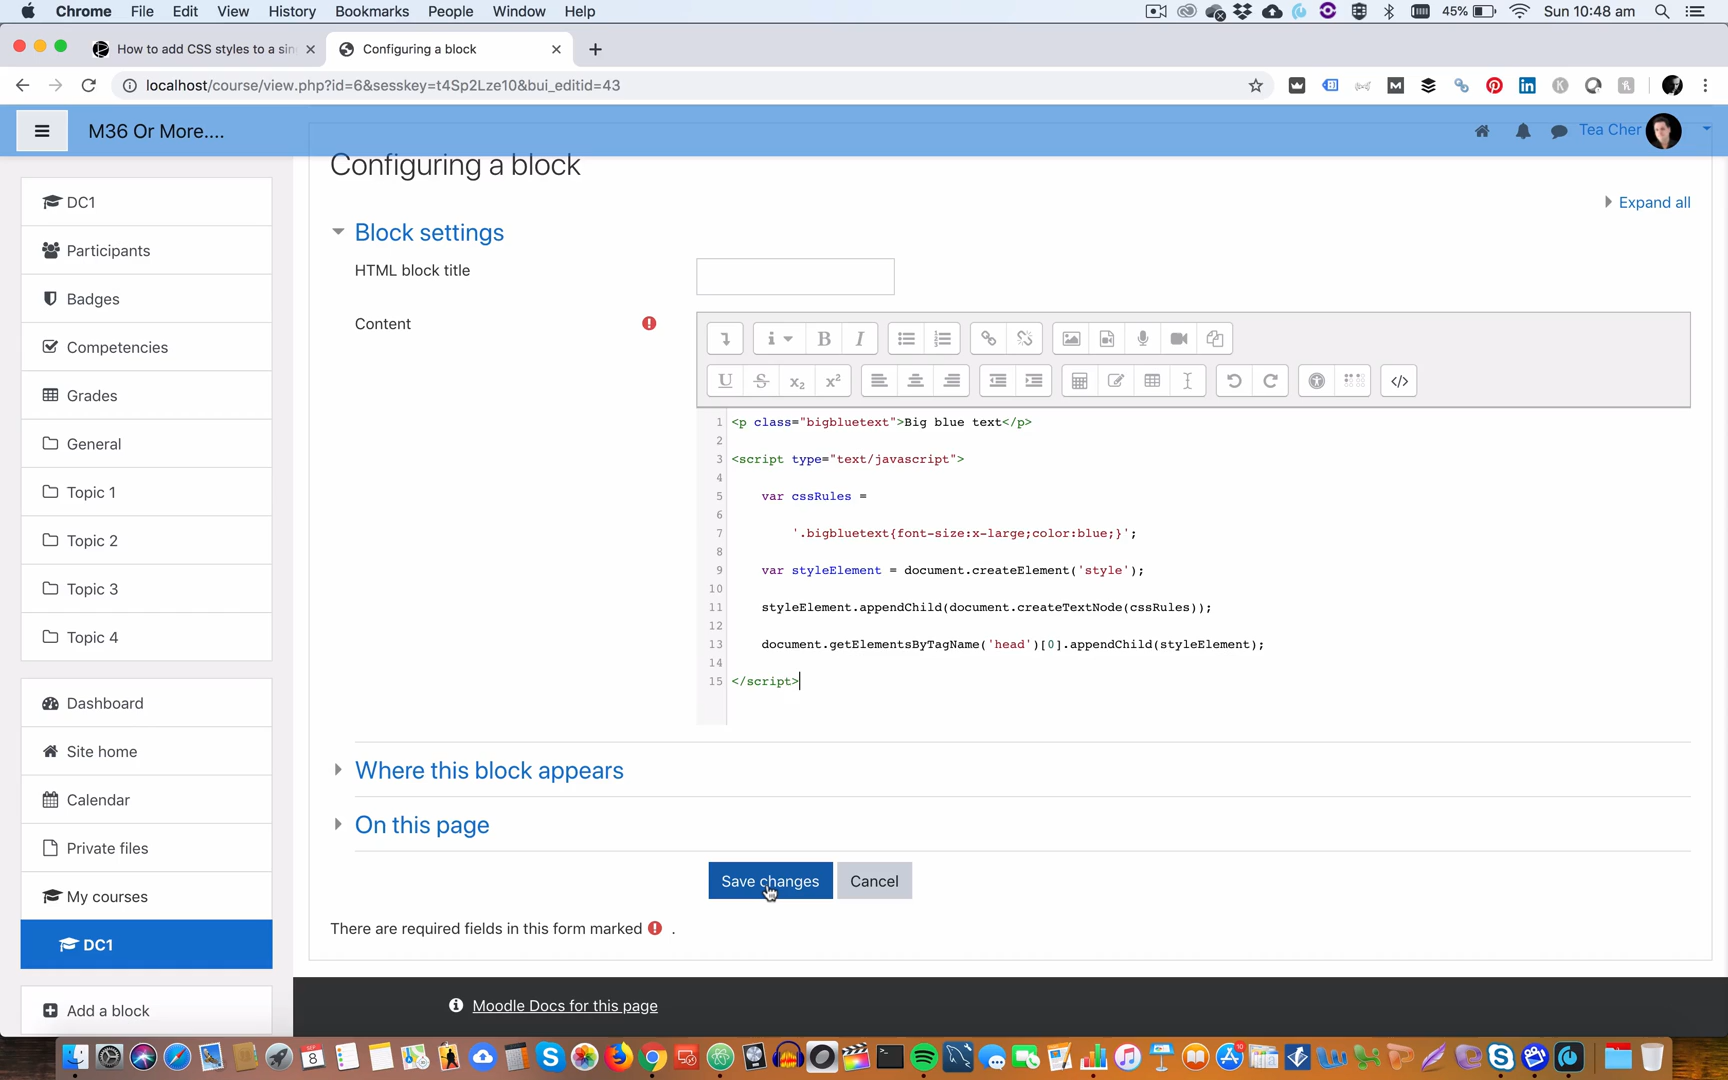 Chrome File Edit View History Bookmarks People Window Help 45% Sun 10:48 am
How to add CSS styles to a sin Configuring a block
localhost/course/view.php?id=6&sesskey=t4Sp2Lze10&bui_editid=43
M36 Or More.... Tea Cher
Configuring a block
DC1
Expand all
Participants
Block settings
HTML block title
Badges
Content
Competencies
Grades
General
Topic 1
Topic 2
Topic 3
Topic 4
B I
U S x₂ x² </>
1 <p class="bigbluetext">Big blue text</p>
2
3 <script type="text/javascript">
4
5 var cssRules =
6
7 '.bigbluetext{font-size:x-large;color:blue;}';
8
9 var styleElement = document.createElement('style');
10
11 styleElement.appendChild(document.createTextNode(cssRules));
12
13 document.getElementsByTagName('head')[0].appendChild(styleElement);
14
15 </script>
Dashboard
Site home
Where this block appears
Calendar
On this page
Private files
My courses
Save changes Cancel
There are required fields in this form marked .
DC1
Add a block
Moodle Docs for this page